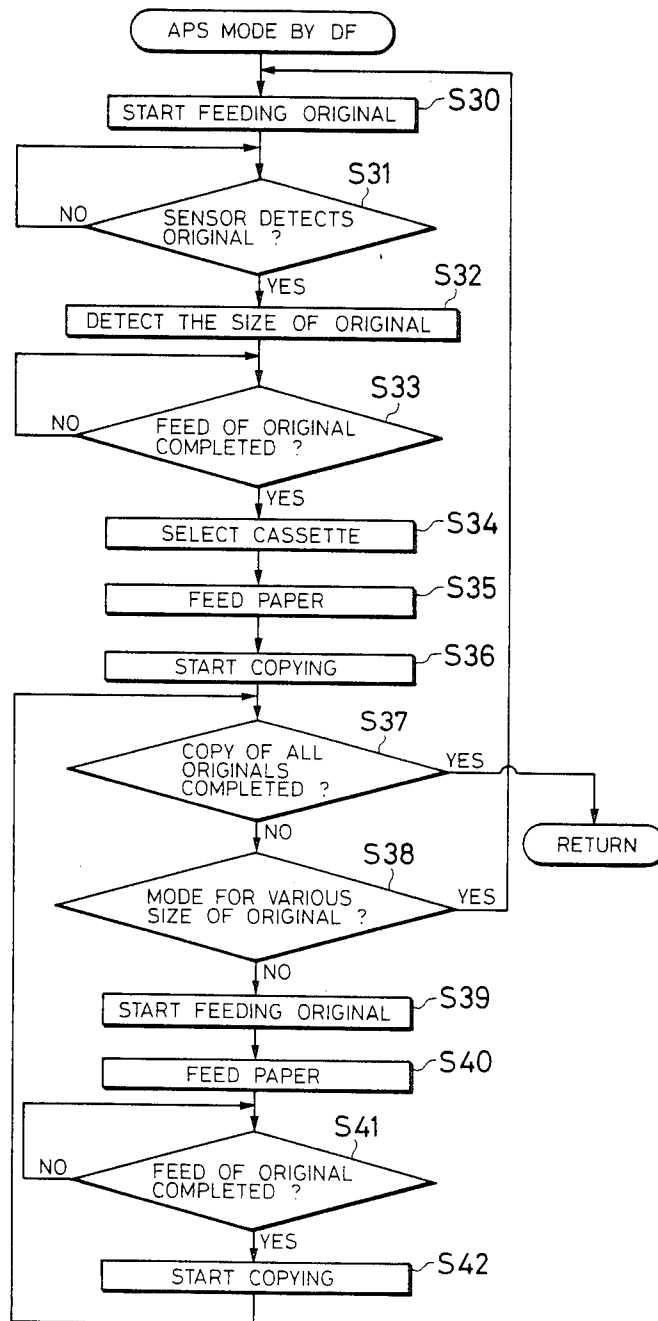 APS MODE BY DF
START FEEDING ORIGINAL
S30
S31
SENSOR DETECTS
ORIGINAL ?
NO
YES
S32
DETECT THE SIZE OF ORIGINAL
S33
FEED OF ORIGINAL
COMPLETED ?
NO
YES
SELECT CASSETTE
S34
FEED PAPER
S35
START COPYING
S36
S37
COPY OF ALL
ORIGINALS
COMPLETED ?
YES
NO
RETURN
S38
MODE FOR VARIOUS
SIZE OF ORIGINAL ?
YES
NO
START FEEDING ORIGINAL
S39
FEED PAPER
S40
S41
FEED OF ORIGINAL
COMPLETED ?
NO
YES
START COPYING
S42